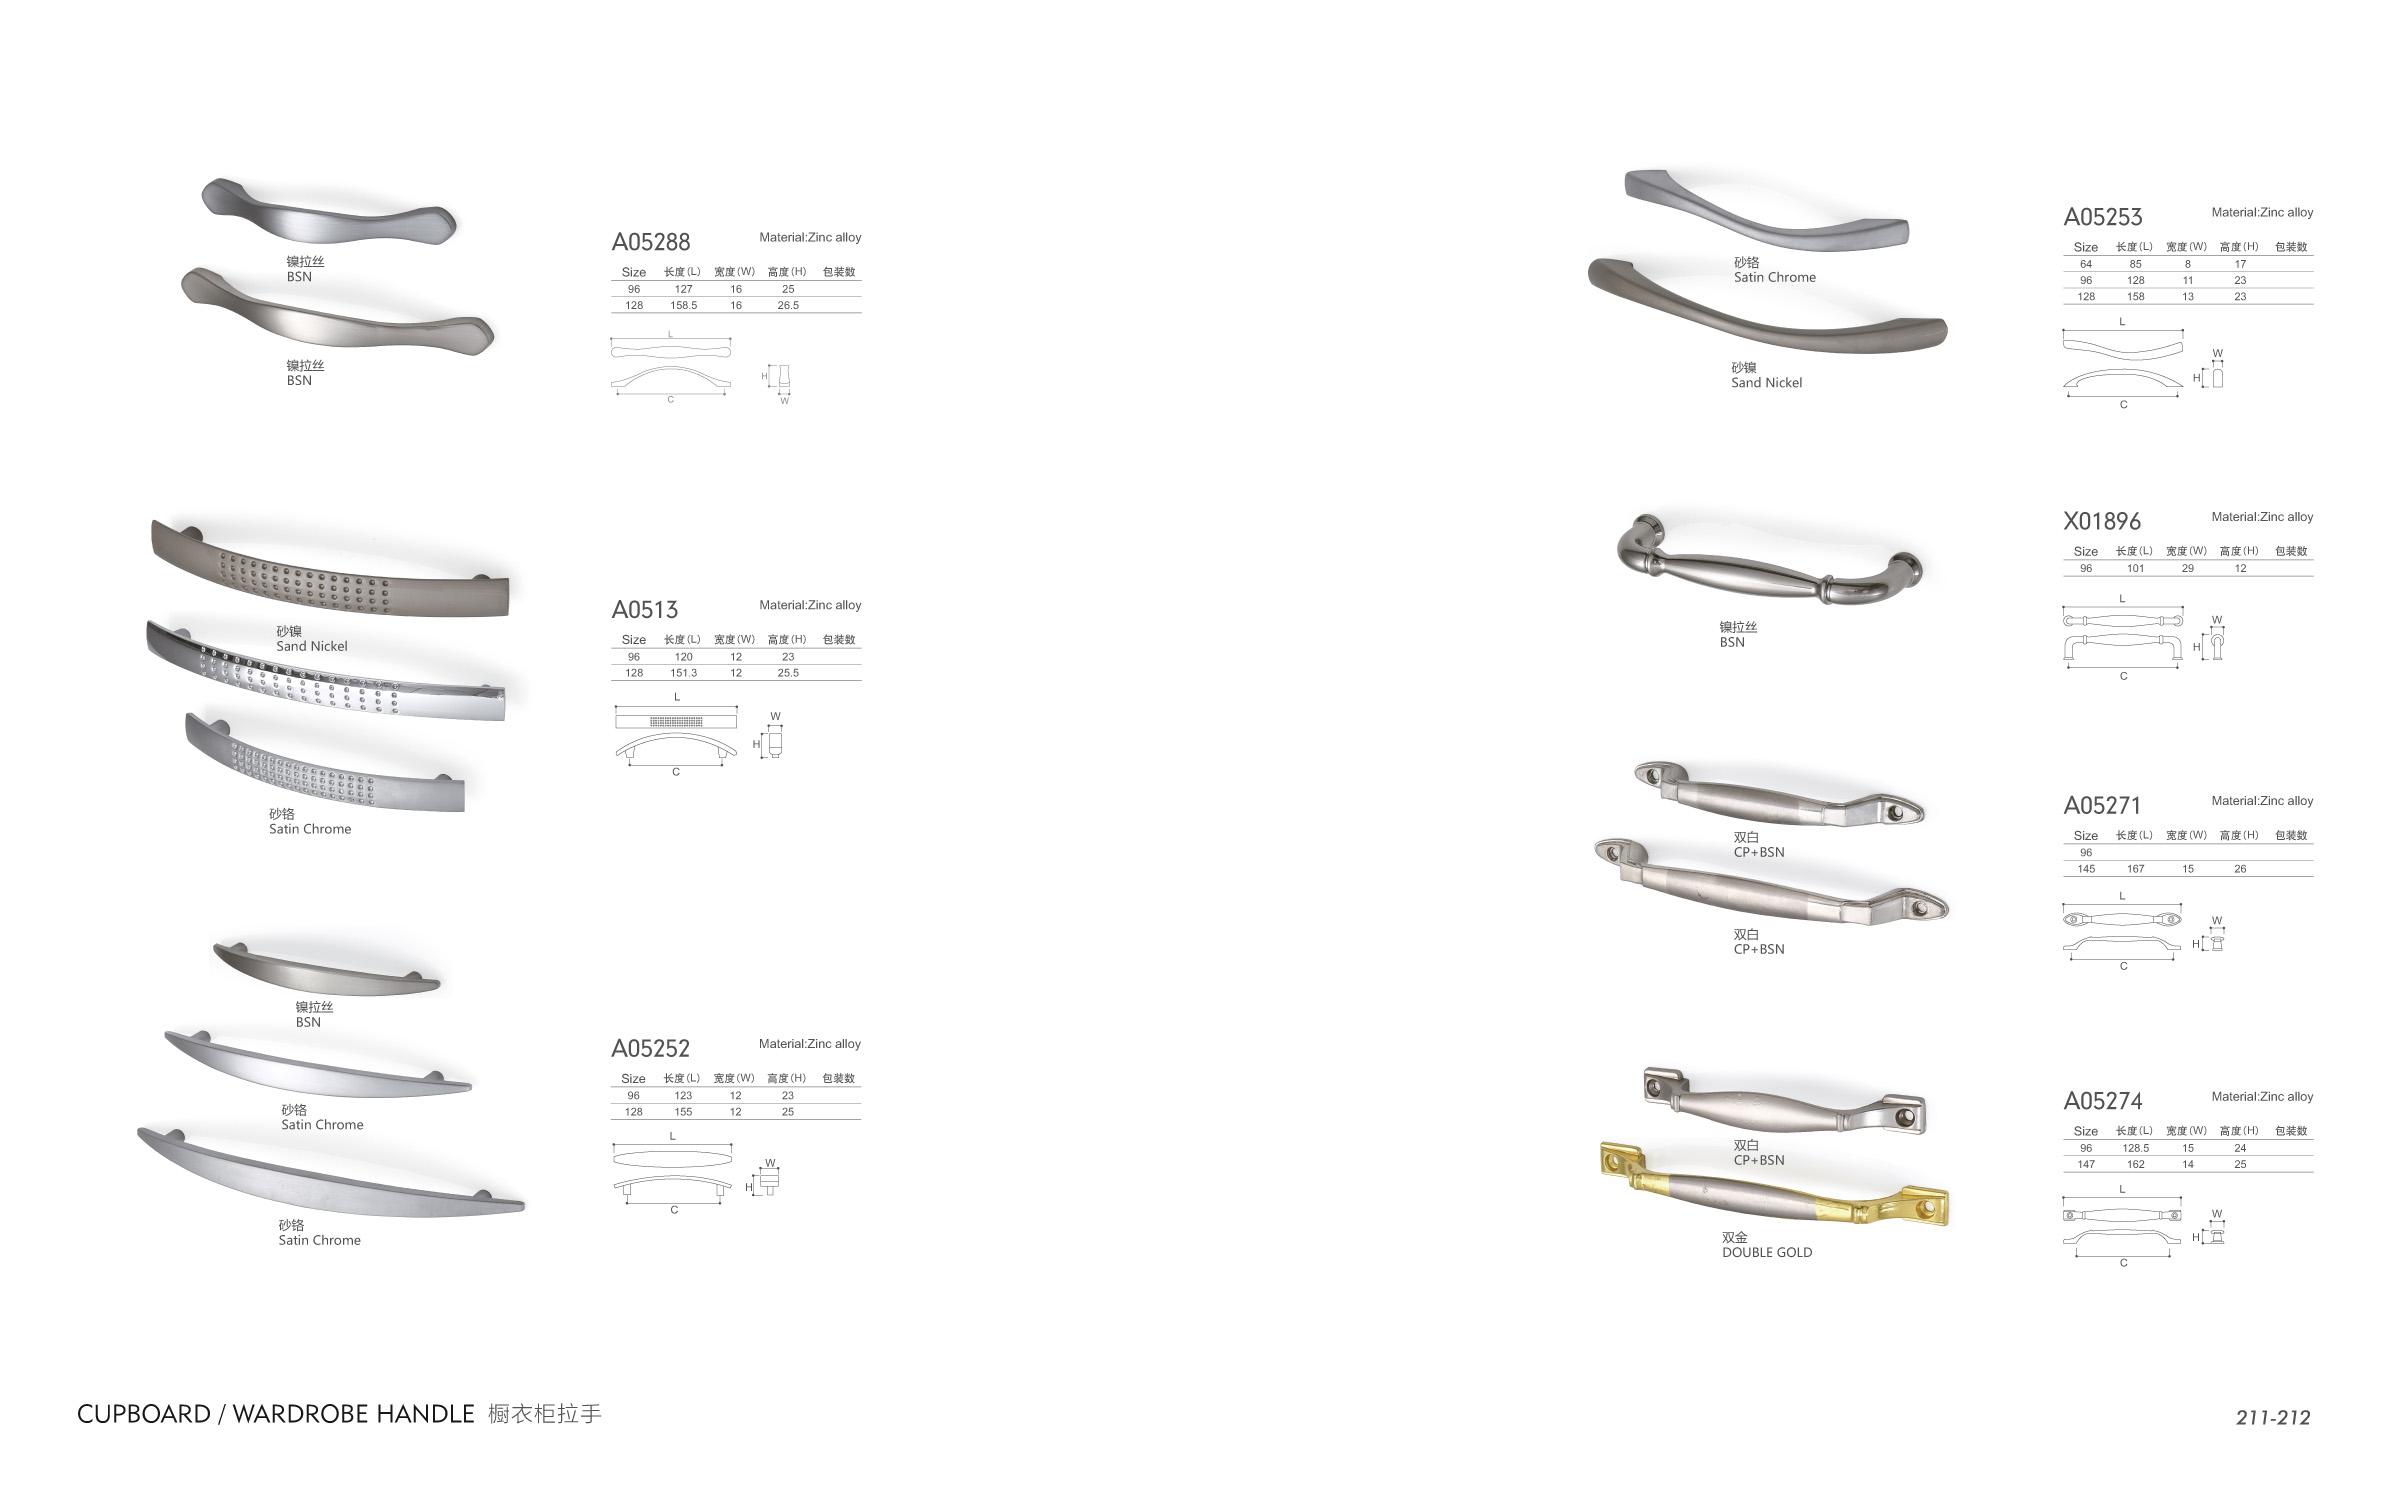 镍拉丝
BSN
镍拉丝
BSN
A05288 Material:Zinc alloy
Size 长度(L) 宽度(W) 高度(H) 包装数
96 127 16 25
128 158.5 16 26.5
L
H
C
W
砂镍
Sand Nickel
砂铬
Satin Chrome
A0513 Material:Zinc alloy
Size 长度(L) 宽度(W) 高度(H) 包装数
96 120 12 23
128 151.3 12 25.5
L
W
H
C
镍拉丝
BSN
砂铬
Satin Chrome
砂铬
Satin Chrome
A05252 Material:Zinc alloy
Size 长度(L) 宽度(W) 高度(H) 包装数
96 123 12 23
128 155 12 25
L
W
H
C
砂铬
Satin Chrome
砂镍
Sand Nickel
A05253 Material:Zinc alloy
Size 长度(L) 宽度(W) 高度(H) 包装数
64 85 8 17
96 128 11 23
128 158 13 23
L
W
H
C
镍拉丝
BSN
X01896 Material:Zinc alloy
Size 长度(L) 宽度(W) 高度(H) 包装数
96 101 29 12
L
W
H
C
双白
CP+BSN
双白
CP+BSN
A05271 Material:Zinc alloy
Size 长度(L) 宽度(W) 高度(H) 包装数
96
145 167 15 26
L
W
H
C
双白
CP+BSN
双金
DOUBLE GOLD
A05274 Material:Zinc alloy
Size 长度(L) 宽度(W) 高度(H) 包装数
96 128.5 15 24
147 162 14 25
L
W
H
C
CUPBOARD / WARDROBE HANDLE 橱衣柜拉手
211-212